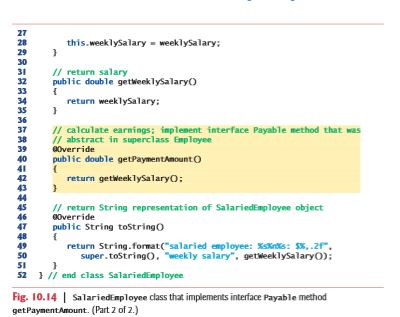 27
28 this.weeklySalary = weeklySalary;
29 }
30
31 // return salary
32 public double getWeeklySalary()
33 {
34 return weeklySalary;
35 }
36
37 // calculate earnings; implement interface Payable method that was
38 // abstract in superclass Employee
39 @Override
40 public double getPaymentAmount()
41 {
42 return getWeeklySalary();
43 }
44
45 // return String representation of SalariedEmployee object
46 @Override
47 public String toString()
48 {
49 return String.format("salaried employee: %s%n%s: $%,.2f",
50 super.toString(), "weekly salary", getWeeklySalary());
51 }
52 } // end class SalariedEmployee
Fig. 10.14 | SalariedEmployee class that implements interface Payable method
getPaymentAmount. (Part 2 of 2.)